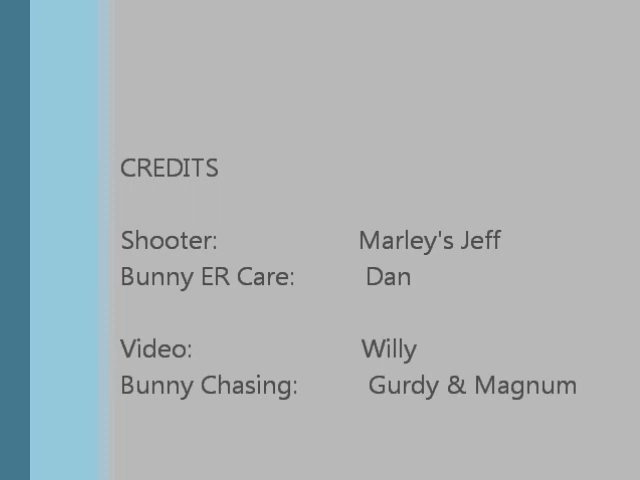 CREDITS
Shooter: Marley's Jeff
Bunny ER Care: Dan
Video: Willy
Bunny Chasing: Gurdy & Magnum